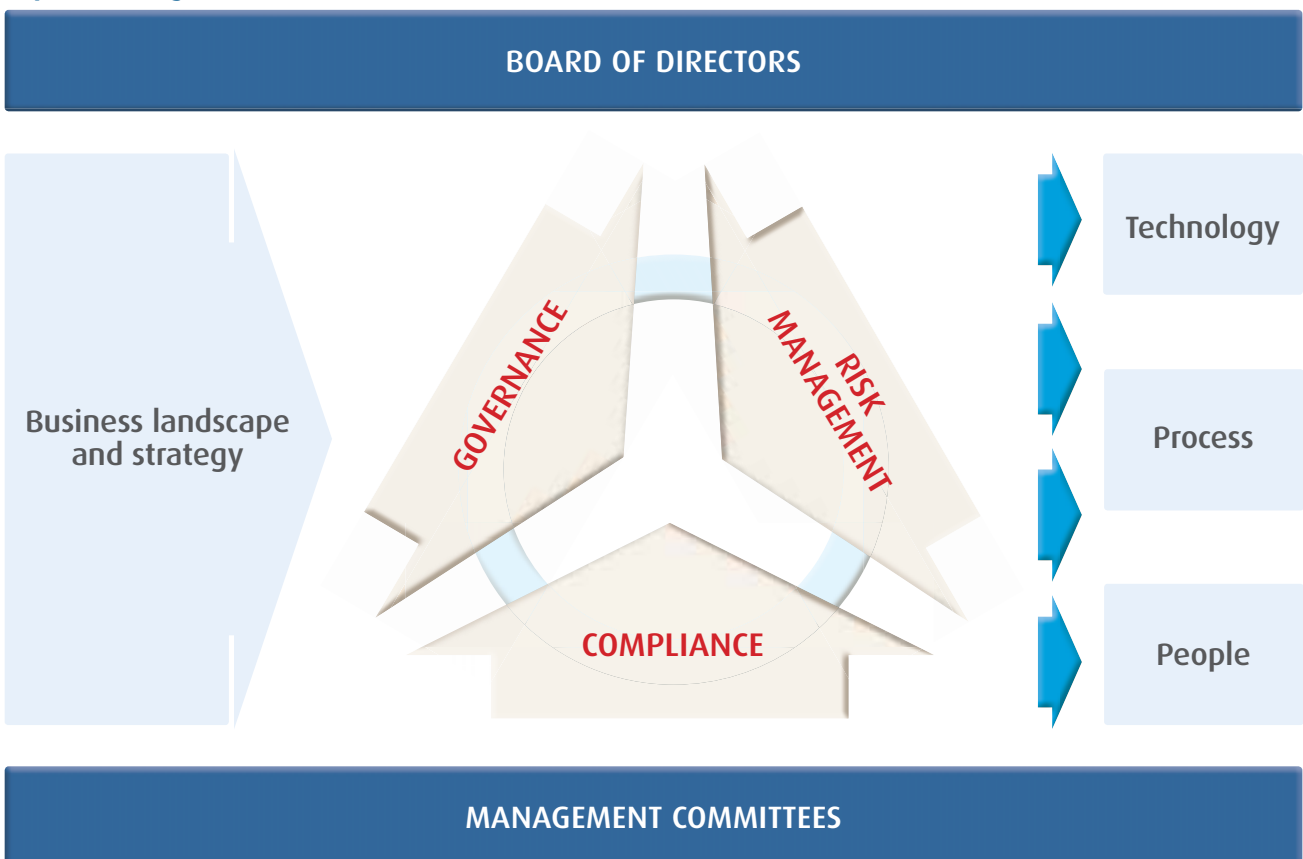 BOARD OF DIRECTORS
Business landscape
and strategy
GOVERNANCE
RISK
MANAGEMENT
COMPLIANCE
Technology
Process
People
MANAGEMENT COMMITTEES